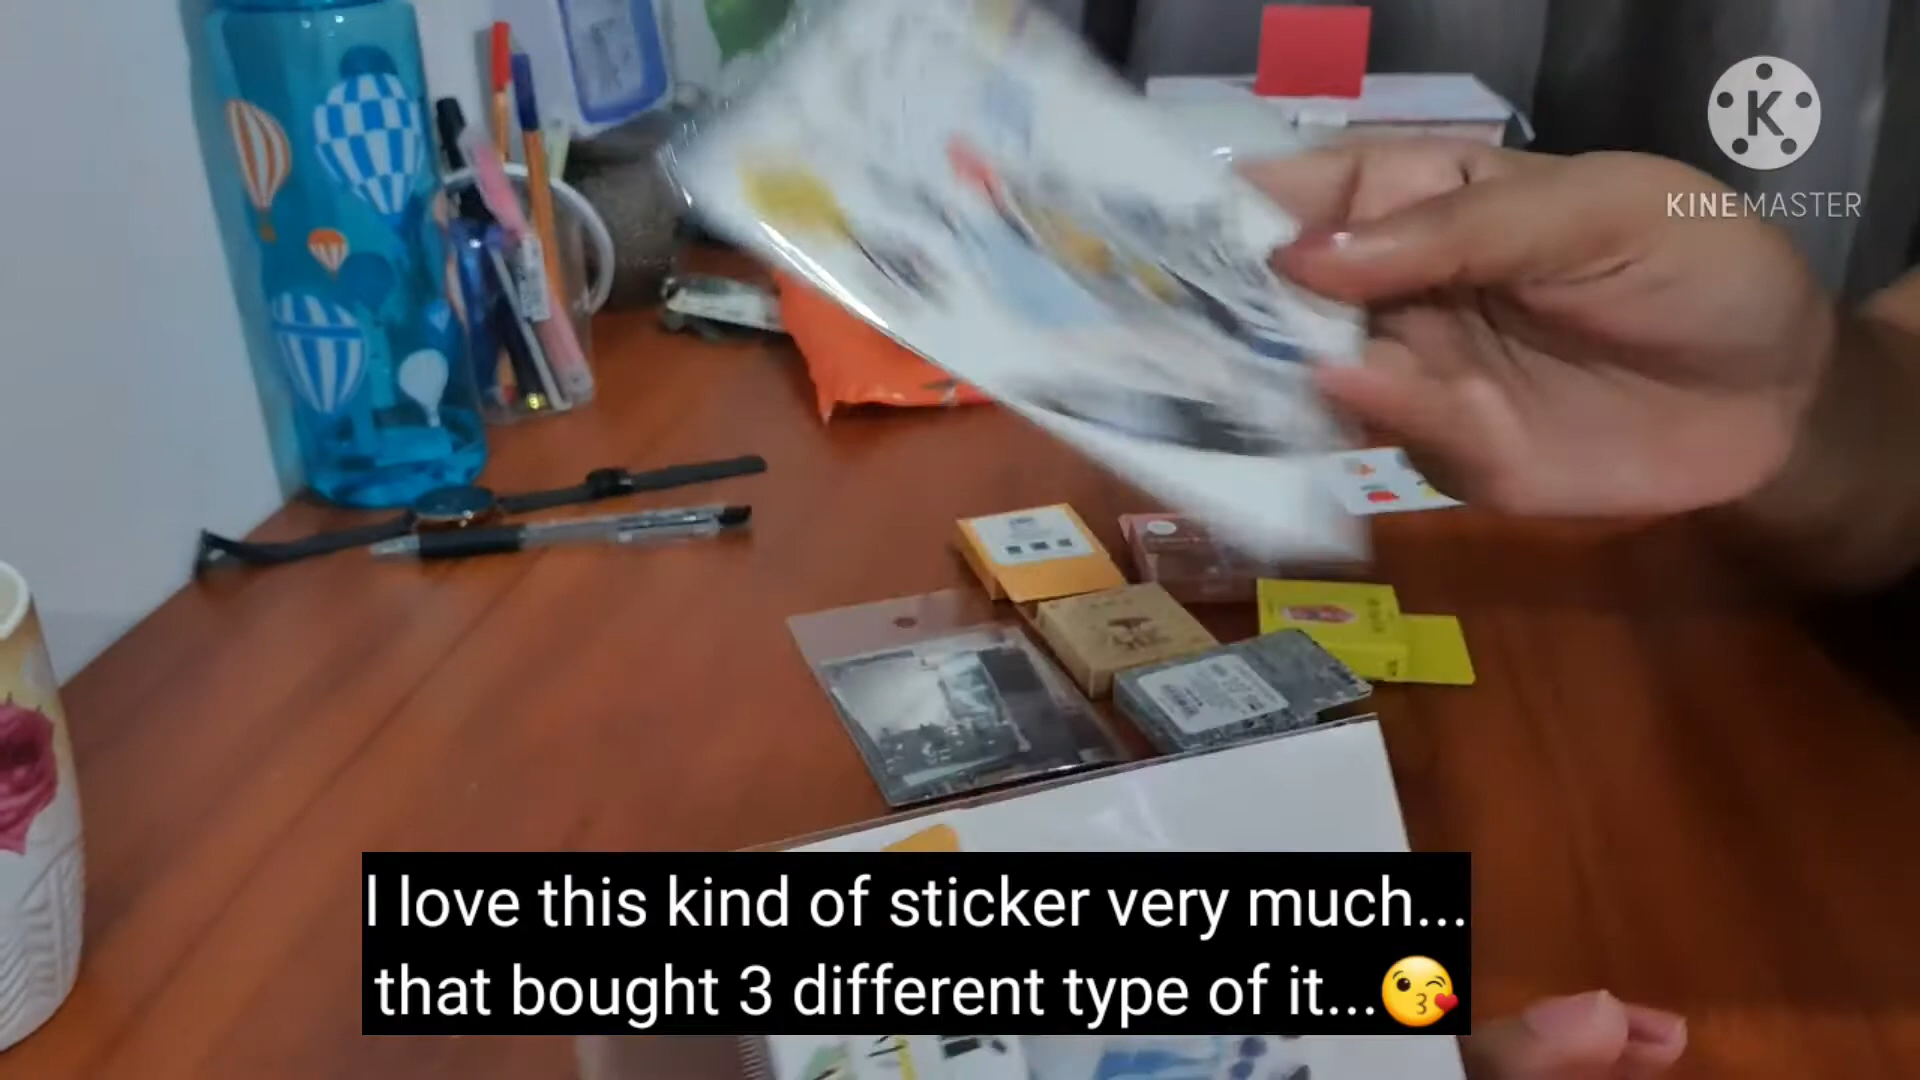 K
KINEMASTER
I love this kind of sticker very much...
that bought 3 different type of it...😘